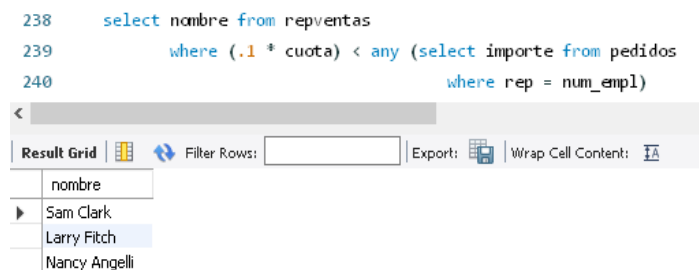 238 select nombre from repventas
239 where (.1 * cuota) < any (select importe from pedidos
240 where rep = num_empl)
Result Grid Filter Rows: Export: Wrap Cell Content: IA
nombre
Sam Clark
Larry Fitch
Nancy Angelli